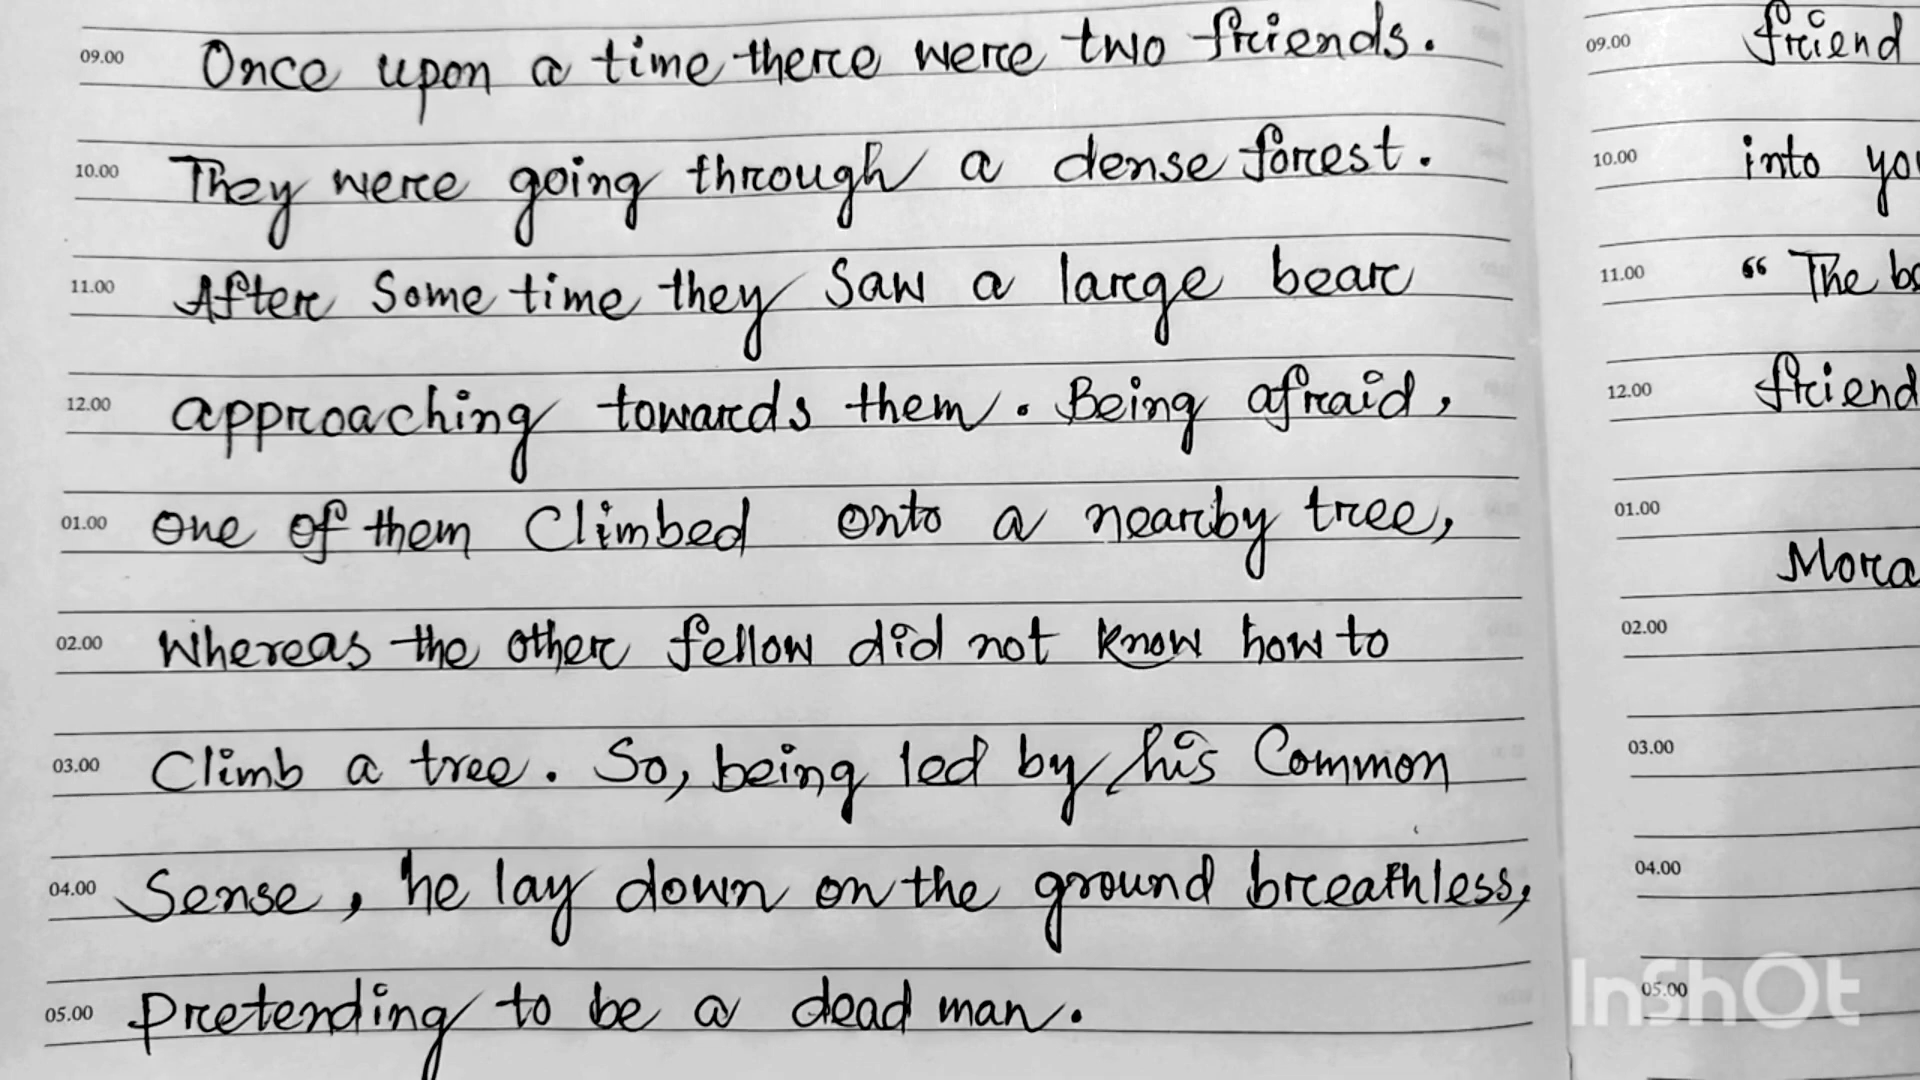 09.00 Once upon a time there were two friends.
10.00 They were going through a dense forest.
11.00 After Some time they Saw a large bear
12.00 approaching towards them. Being afraid,
01.00 one of them Climbed onto a nearby tree,
02.00 Whereas the other fellow did not know how to
03.00 Climb a tree. So, being led by his Common
04.00 Sense, he lay down on the ground breathless,
05.00 Pretending to be a dead man.
09.00 friend
10.00 into
11.00 “ The
12.00 friend
01.00
02.00
03.00
04.00
05.00
InShOt